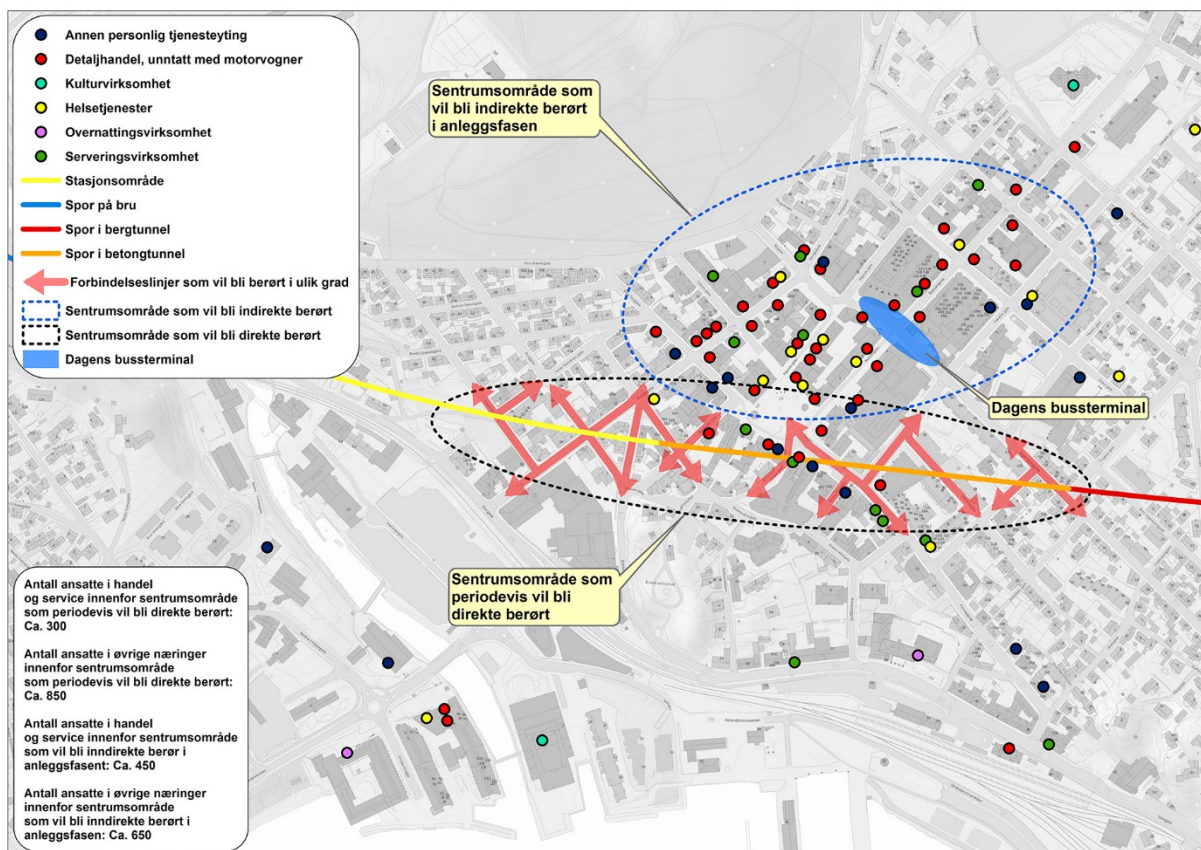 Annen personlig tjenesteyting
Detaljhandel, unntatt med motorvogner
Kulturvirksomhet
Helsetjenester
Overnattingsvirksomhet
Serveringsvirksomhet
Stasjonsområde
Spor på bru
Spor i bergtunnel
Spor i betongtunnel
Forbindelseslinjer som vil bli berørt i ulik grad
Sentrumsområde som vil bli indirekte berørt
Sentrumsområde som vil bli direkte berørt
Dagens bussterminal
Sentrumsområde som
vil bli indirekte berørt
i anleggsfasen
Dagens bussterminal
Sentrumsområde som
periodevis vil bli
direkte berørt
Antall ansatte i handel
og service innenfor sentrumsområde
som periodevis vil bli direkte berørt:
Ca. 300
Antall ansatte i øvrige næringer
innenfor sentrumsområde
som periodevis vil bli direkte berørt:
Ca. 850
Antall ansatte i handel
og service innenfor sentrumsområde
som vil bli inndirekte berør i
anleggsfasent: Ca. 450
Antall ansatte i øvrige næringer
innenfor sentrumsområde
som vil bli inndirekte berørt i
anleggsfasen: Ca. 650